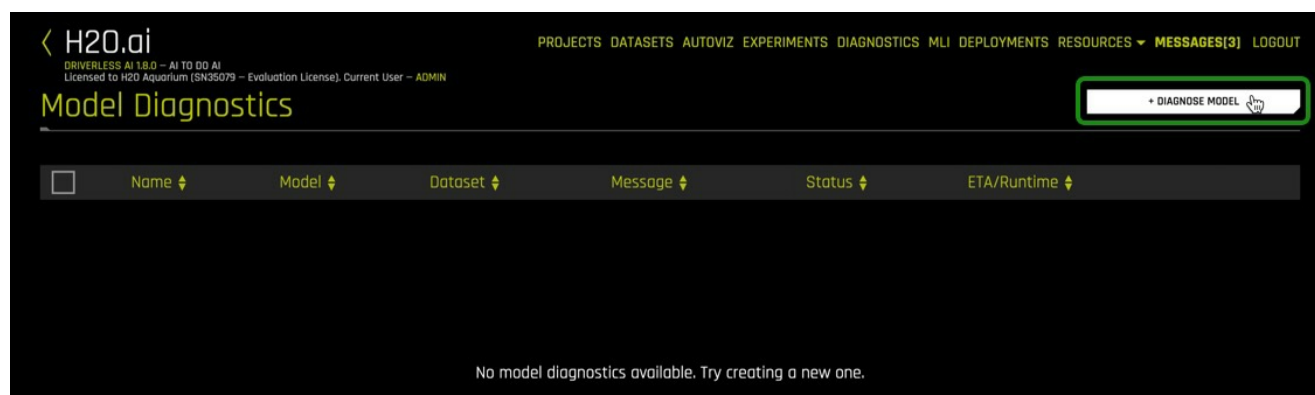 H2O.ai
PROJECTS DATASETS AUTOVIZ EXPERIMENTS DIAGNOSTICS MLI DEPLOYMENTS RESOURCES MESSAGES[3] LOGOUT
DRIVERLESS AI 1.8.0 – AI TO DO AI
Licensed to H2O Aquarium (SN35079 – Evaluation License). Current User – ADMIN
Model Diagnostics
+ DIAGNOSE MODEL
Name Model Dataset Message Status ETA/Runtime
No model diagnostics available. Try creating a new one.